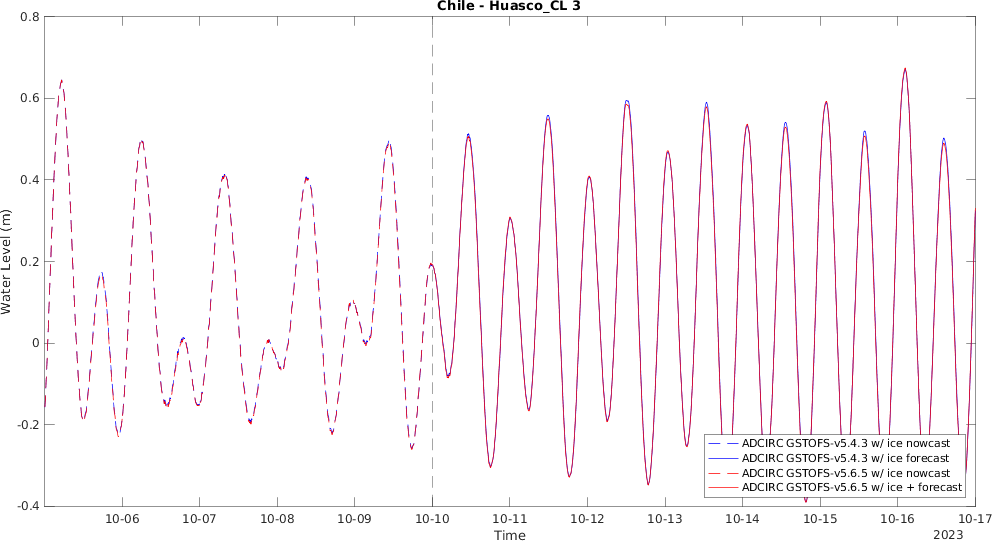 Chile - Huasco_CL 3
0.8
0.6
0.4
0.2
0
-0.2
-0.4
Water Level (m)
10-06 10-07 10-08 10-09 10-10 10-11 10-12 10-13 10-14 10-15 10-16 10-17
Time
2023
ADCIRC GSTOFS-v5.4.3 w/ ice nowcast
ADCIRC GSTOFS-v5.4.3 w/ ice forecast
ADCIRC GSTOFS-v5.6.5 w/ ice nowcast
ADCIRC GSTOFS-v5.6.5 w/ ice + forecast